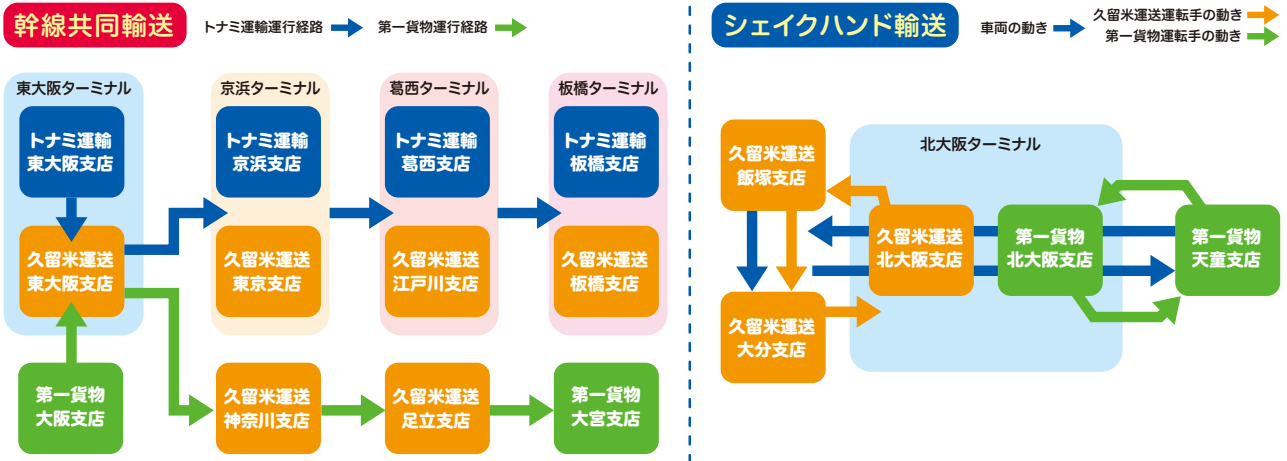 幹線共同輸送
トナミ運輸運行経路
第一貨物運行経路
東大阪ターミナル
トナミ運輸
東大阪支店
久留米運送
東大阪支店
第一貨物
大阪支店
京浜ターミナル
トナミ運輸
京浜支店
久留米運送
東京支店
久留米運送
神奈川支店
葛西ターミナル
トナミ運輸
葛西支店
久留米運送
江戸川支店
久留米運送
足立支店
板橋ターミナル
トナミ運輸
板橋支店
久留米運送
板橋支店
第一貨物
大宮支店
シェイクハンド輸送
車両の動き
久留米運送運転手の動き
第一貨物運転手の動き
久留米運送
飯塚支店
久留米運送
大分支店
北大阪ターミナル
久留米運送
北大阪支店
第一貨物
北大阪支店
第一貨物
天童支店